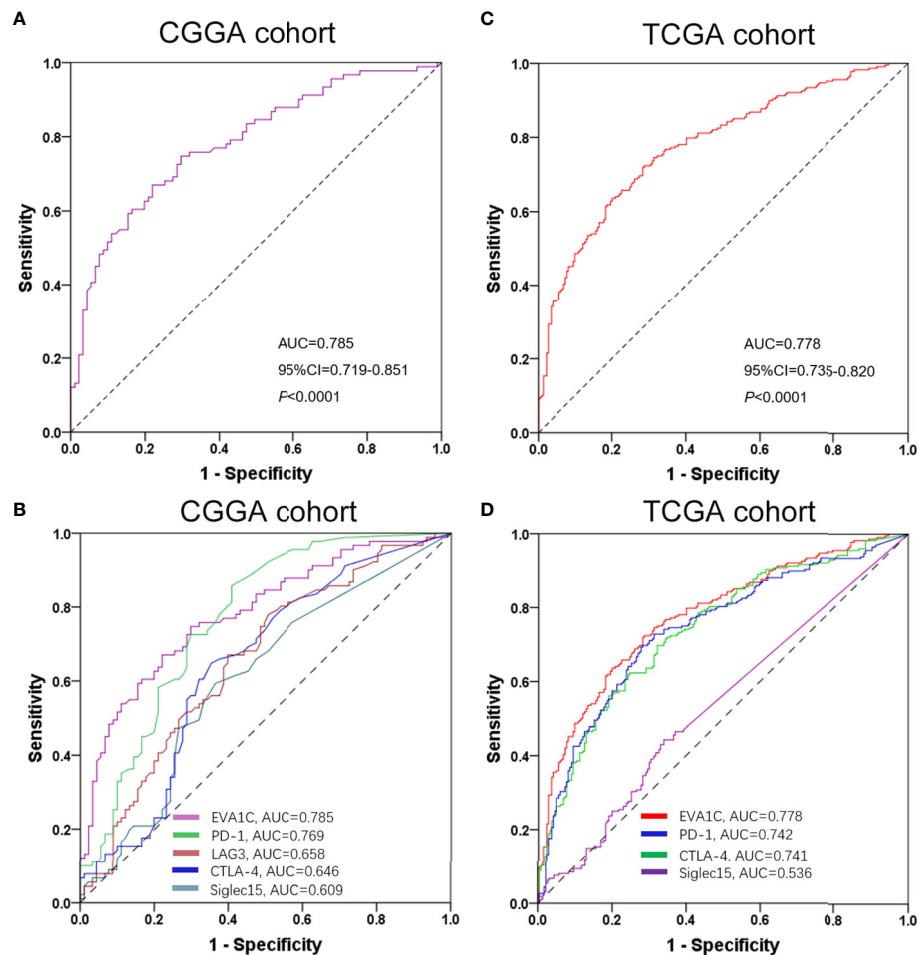 A
CGGA cohort
1.0
0.8
0.6
0.4
0.2
0.0
Sensitivity
AUC=0.785
95%CI=0.719-0.851
P<0.0001
0.0 0.2 0.4 0.6 0.8 1.0
1 - Specificity
C
TCGA cohort
1.0
0.8
0.6
0.4
0.2
0.0
Sensitivity
AUC=0.778
95%CI=0.735-0.820
P<0.0001
0.0 0.2 0.4 0.6 0.8 1.0
1 - Specificity
B
CGGA cohort
1.0
0.8
0.6
0.4
0.2
0.0
Sensitivity
EVA1C, AUC=0.785
PD-1, AUC=0.769
LAG3, AUC=0.658
CTLA-4, AUC=0.646
Siglec15, AUC=0.609
0.0 0.2 0.4 0.6 0.8 1.0
1 - Specificity
D
TCGA cohort
1.0
0.8
0.6
0.4
0.2
0.0
Sensitivity
EVA1C, AUC=0.778
PD-1, AUC=0.742
CTLA-4. AUC=0.741
Siglec15, AUC=0.536
0.0 0.2 0.4 0.6 0.8 1.0
1 - Specificity